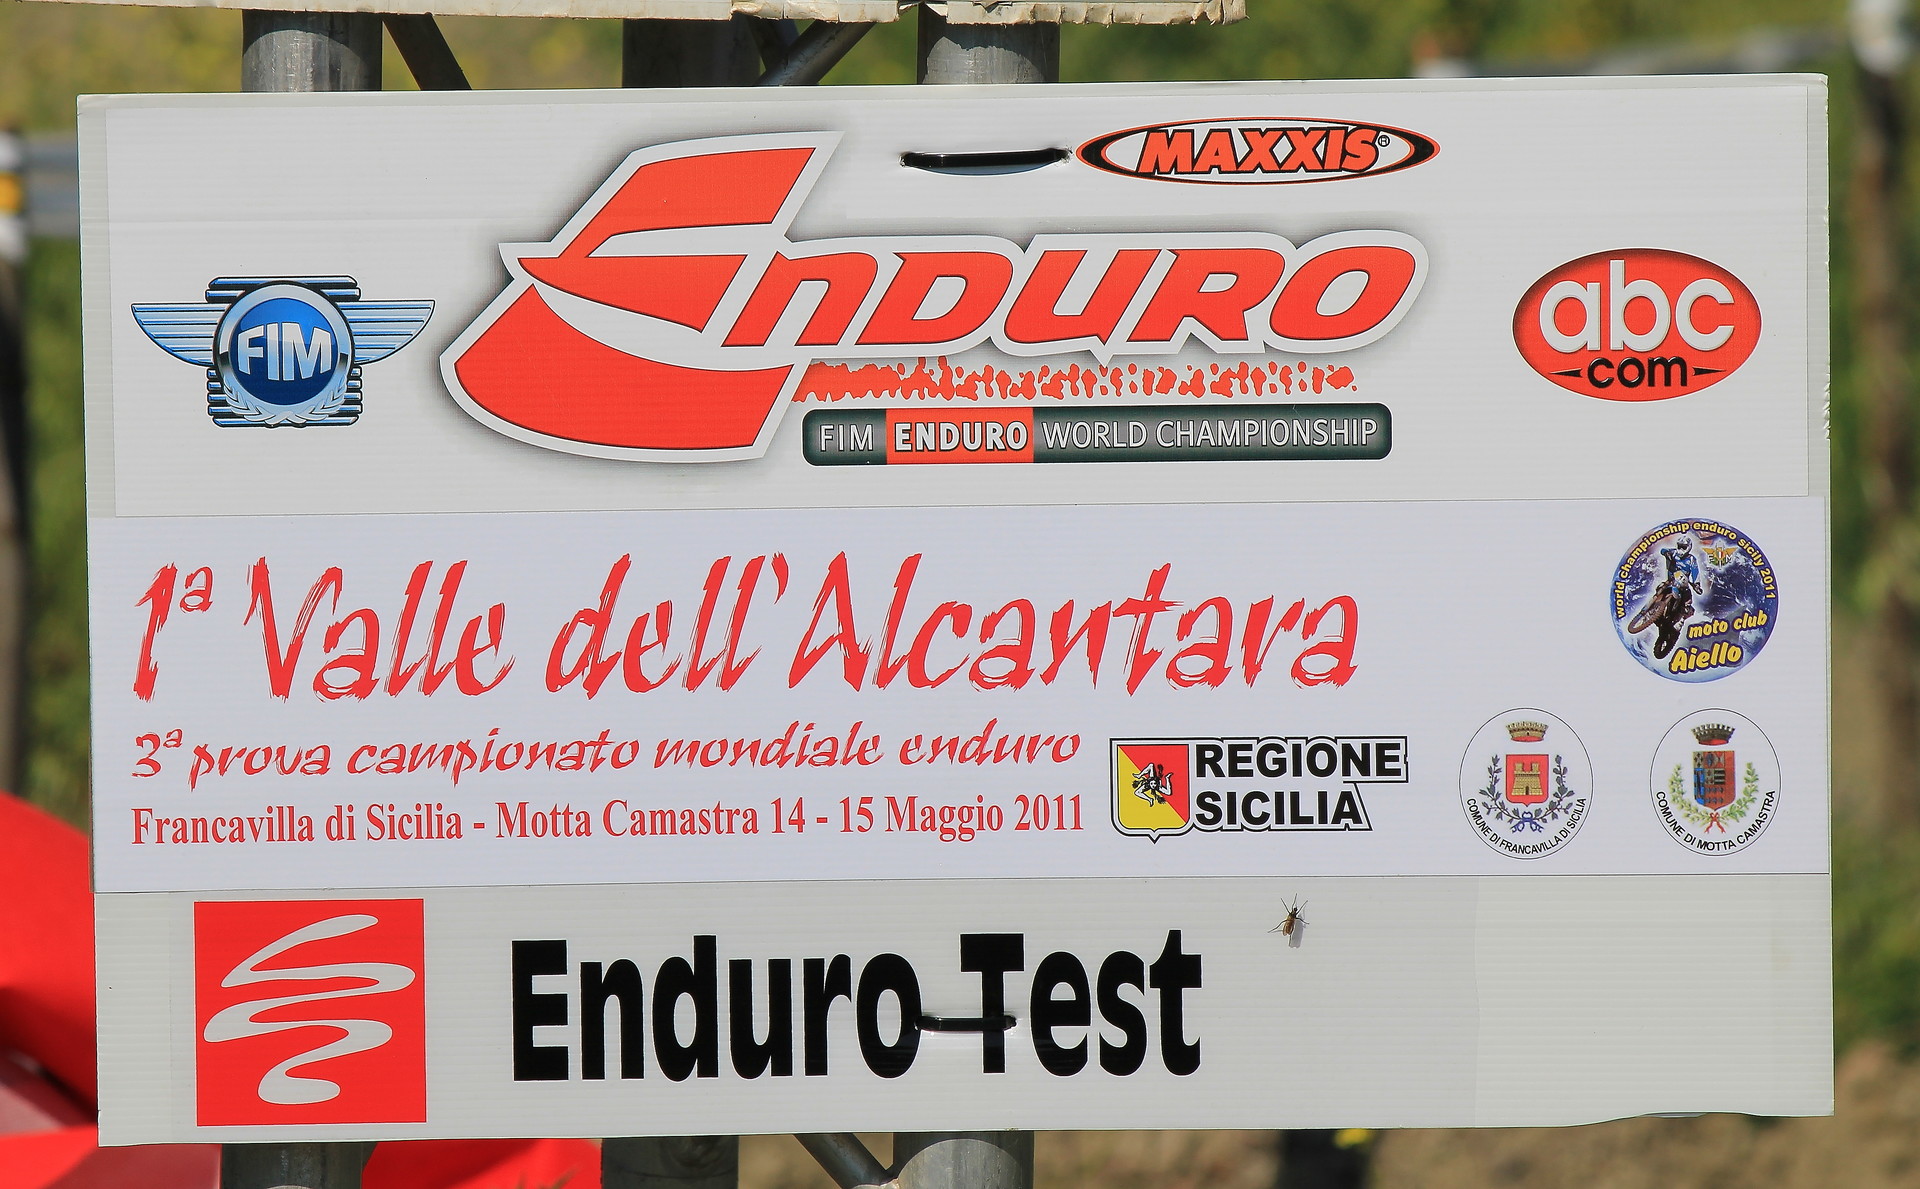 MAXXIS®
ENDURO
FIM
abc
com
FIM ENDURO WORLD CHAMPIONSHIP
1ª Valle dell'Alcantara
world championship enduro sicily 2011
moto club
Aiello
3ª prova campionato mondiale enduro
Francavilla di Sicilia - Motta Camastra 14 - 15 Maggio 2011
REGIONE
SICILIA
COMUNE DI FRANCAVILLA DI SICILIA
COMUNE DI MOTTA CAMASTRA
Enduro Test